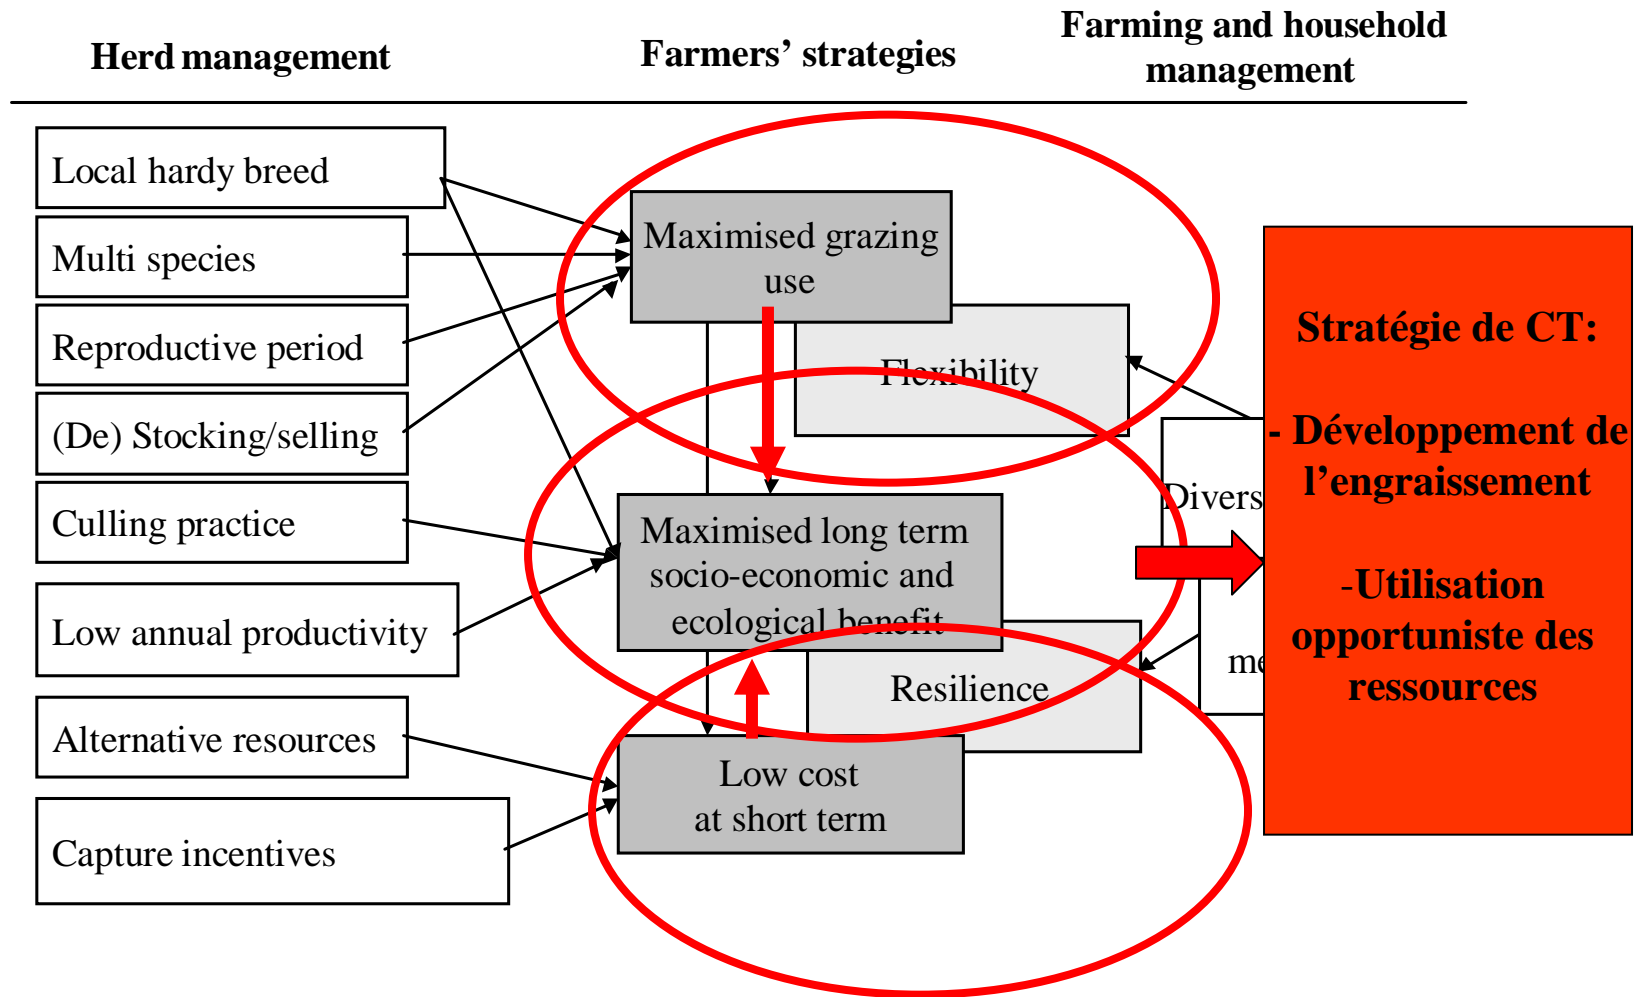 Herd management
Farmers’ strategies
Farming and household
management
Local hardy breed
Multi species
Reproductive period
(De) Stocking/selling
Culling practice
Low annual productivity
Alternative resources
Capture incentives
Maximised grazing
use
Flexibility
Maximised long term
socio-economic and
ecological benefit
Resilience
Low cost
at short term
Stratégie de CT:
- Développement de
l’engraissement
-Utilisation
opportuniste des
ressources